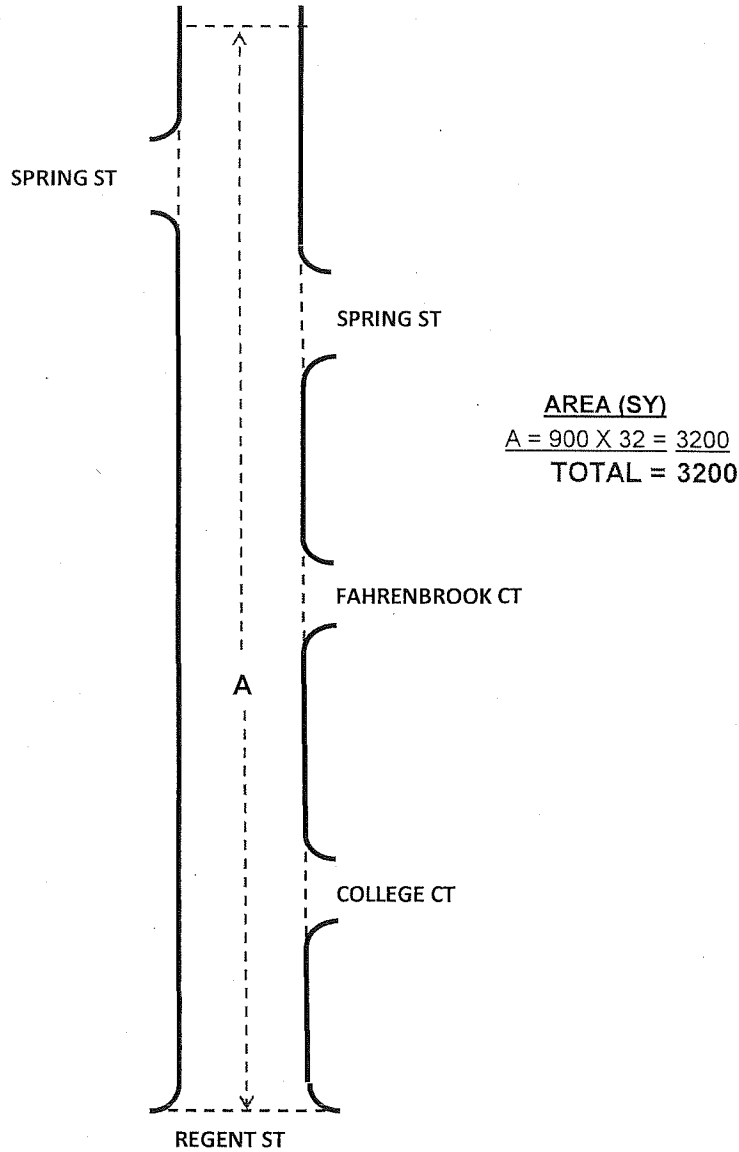 SPRING ST
SPRING ST
AREA (SY)
A = 900 X 32 = 3200
TOTAL = 3200
FAHRENBROOK CT
A
COLLEGE CT
REGENT ST